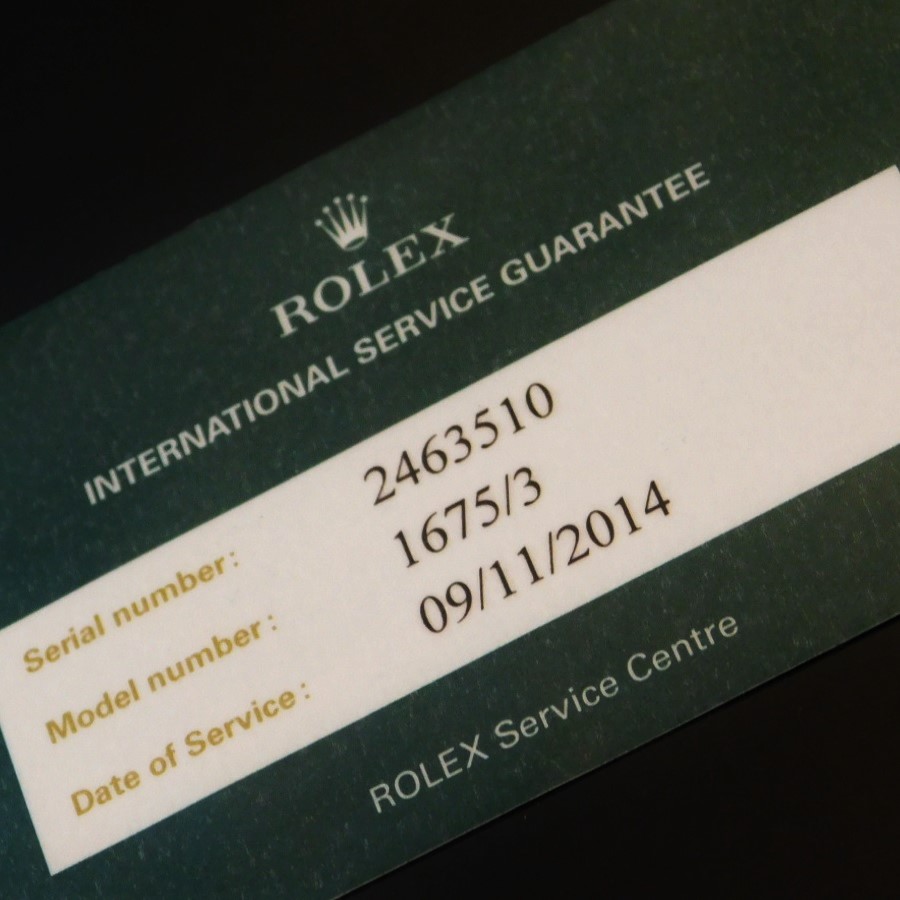 ROLEX
INTERNATIONAL SERVICE GUARANTEE
Serial number: 2463510
Model number: 1675/3
Date of Service: 09/11/2014
ROLEX Service Centre